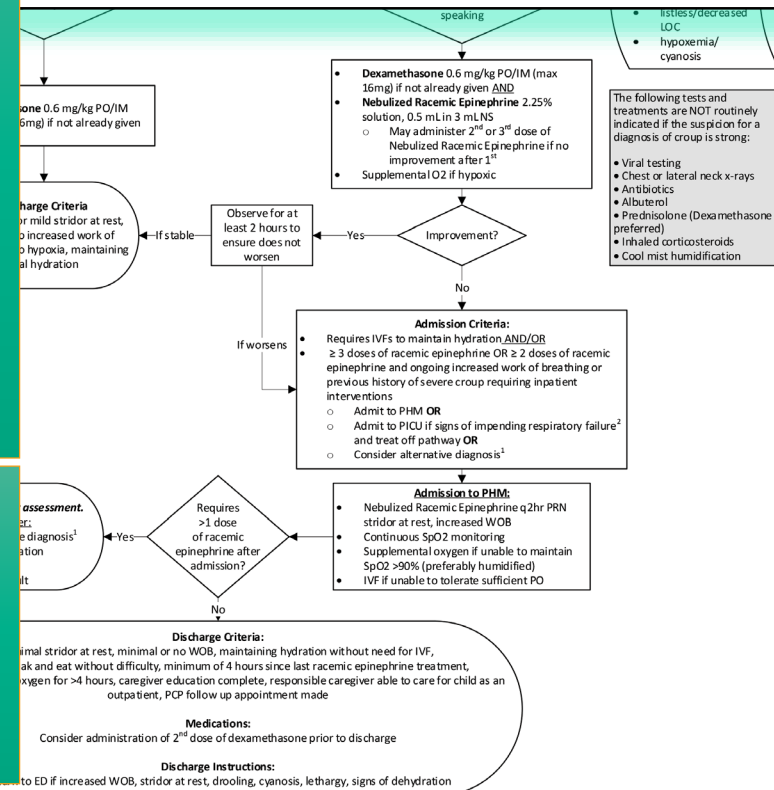 speaking
listless/decreased
LOC
• hypoxemia/
cyanosis
0.6 mg/kg PO/IM
if not already given
• Dexamethasone 0.6 mg/kg PO/IM (max
16mg) if not already given AND
• Nebulized Racemic Epinephrine 2.25%
solution, 0.5 mL in 3 mL NS
o May administer 2nd or 3rd dose of
Nebulized Racemic Epinephrine if no
improvement after 1st
• Supplemental O2 if hypoxic
The following tests and
treatments are NOT routinely
indicated if the suspicion for a
diagnosis of croup is strong:
• Viral testing
• Chest or lateral neck x-rays
• Antibiotics
• Albuterol
• Prednisolone (Dexamethasone
preferred)
• Inhaled corticosteroids
• Cool mist humidification
Criteria
or mild stridor at rest,
increased work of
hypoxia, maintaining
hydration
If stable
Observe for at
least 2 hours to
ensure does not
worsen
Yes
Improvement?
No
If worsens
Admission Criteria:
• Requires IVFs to maintain hydration AND/OR
• ≥ 3 doses of racemic epinephrine OR ≥ 2 doses of racemic
epinephrine and ongoing increased work of breathing or
previous history of severe croup requiring inpatient
interventions
o Admit to PHM OR
o Admit to PICU if signs of impending respiratory failure2
and treat off pathway OR
o Consider alternative diagnosis1
assessment.
diagnosis1
Yes
Requires
>1 dose
of racemic
epinephrine after
admission?
Admission to PHM:
• Nebulized Racemic Epinephrine q2hr PRN
stridor at rest, increased WOB
• Continuous SpO2 monitoring
• Supplemental oxygen if unable to maintain
SpO2 >90% (preferably humidified)
• IVF if unable to tolerate sufficient PO
No
Discharge Criteria:
stridor at rest, minimal or no WOB, maintaining hydration without need for IVF,
and eat without difficulty, minimum of 4 hours since last racemic epinephrine treatment,
for >4 hours, caregiver education complete, responsible caregiver able to care for child as an
outpatient, PCP follow up appointment made
Medications:
Consider administration of 2nd dose of dexamethasone prior to discharge
Discharge Instructions:
to ED if increased WOB, stridor at rest, drooling, cyanosis, lethargy, signs of dehydration